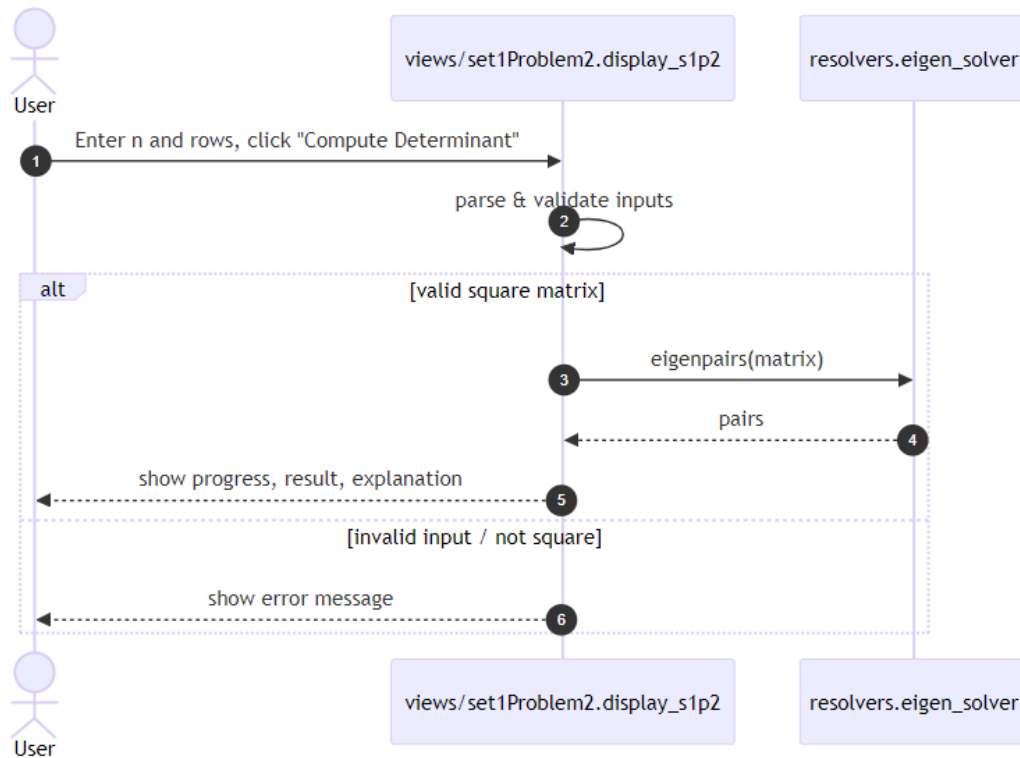 views/set1Problem2.display_s1p2
resolvers.eigen_solver
User
Enter n and rows, click "Compute Determinant"
1
parse & validate inputs
2
alt
[valid square matrix]
eigenpairs(matrix)
3
pairs
4
show progress, result, explanation
5
[invalid input / not square]
show error message
6
views/set1Problem2.display_s1p2
resolvers.eigen_solver
User